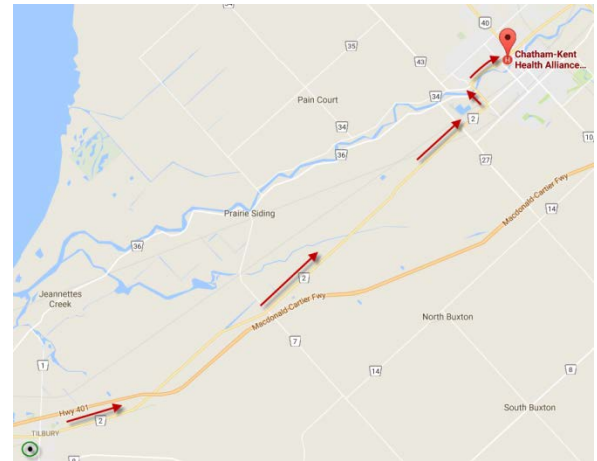 40
Chatham-Kent
Health Alliance...
35
43
34
Pain Court
2
34
10
36
27
Macdonald-Cartier Fwy
14
Prairie Siding
36
2
Jeannettes
Creek
Macdonald-Cartier Fwy
North Buxton
7
1
14
8
Hwy 401
2
South Buxton
TILBURY